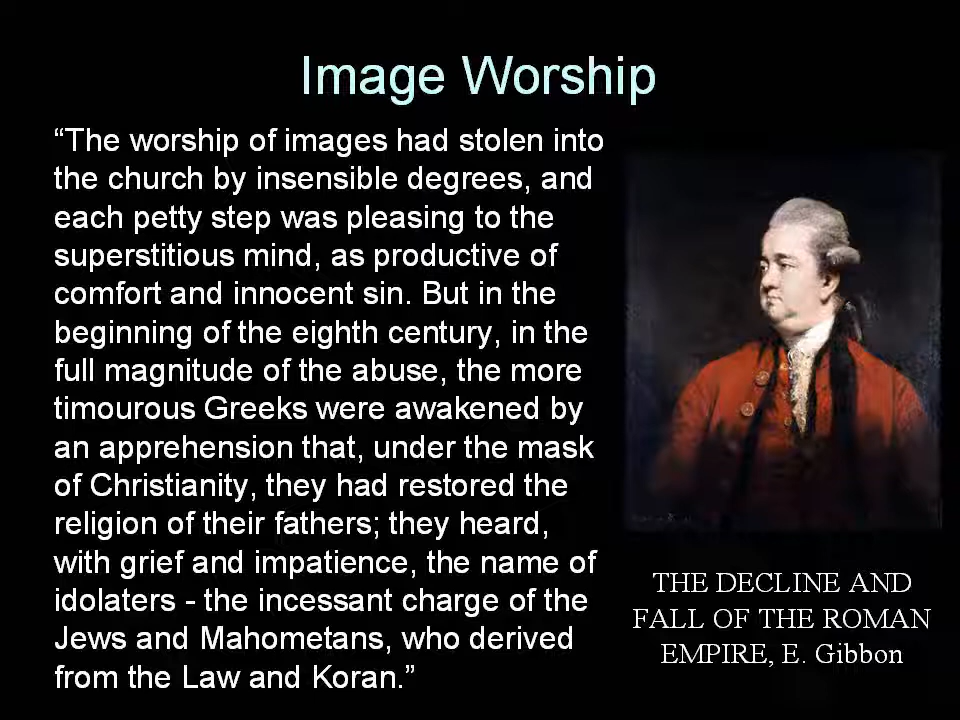 Image Worship
“The worship of images had stolen into
the church by insensible degrees, and
each petty step was pleasing to the
superstitious mind, as productive of
comfort and innocent sin. But in the
beginning of the eighth century, in the
full magnitude of the abuse, the more
timourous Greeks were awakened by
an apprehension that, under the mask
of Christianity, they had restored the
religion of their fathers; they heard,
with grief and impatience, the name of
idolaters - the incessant charge of the
Jews and Mahometans, who derived
from the Law and Koran.”
THE DECLINE AND
FALL OF THE ROMAN
EMPIRE, E. Gibbon